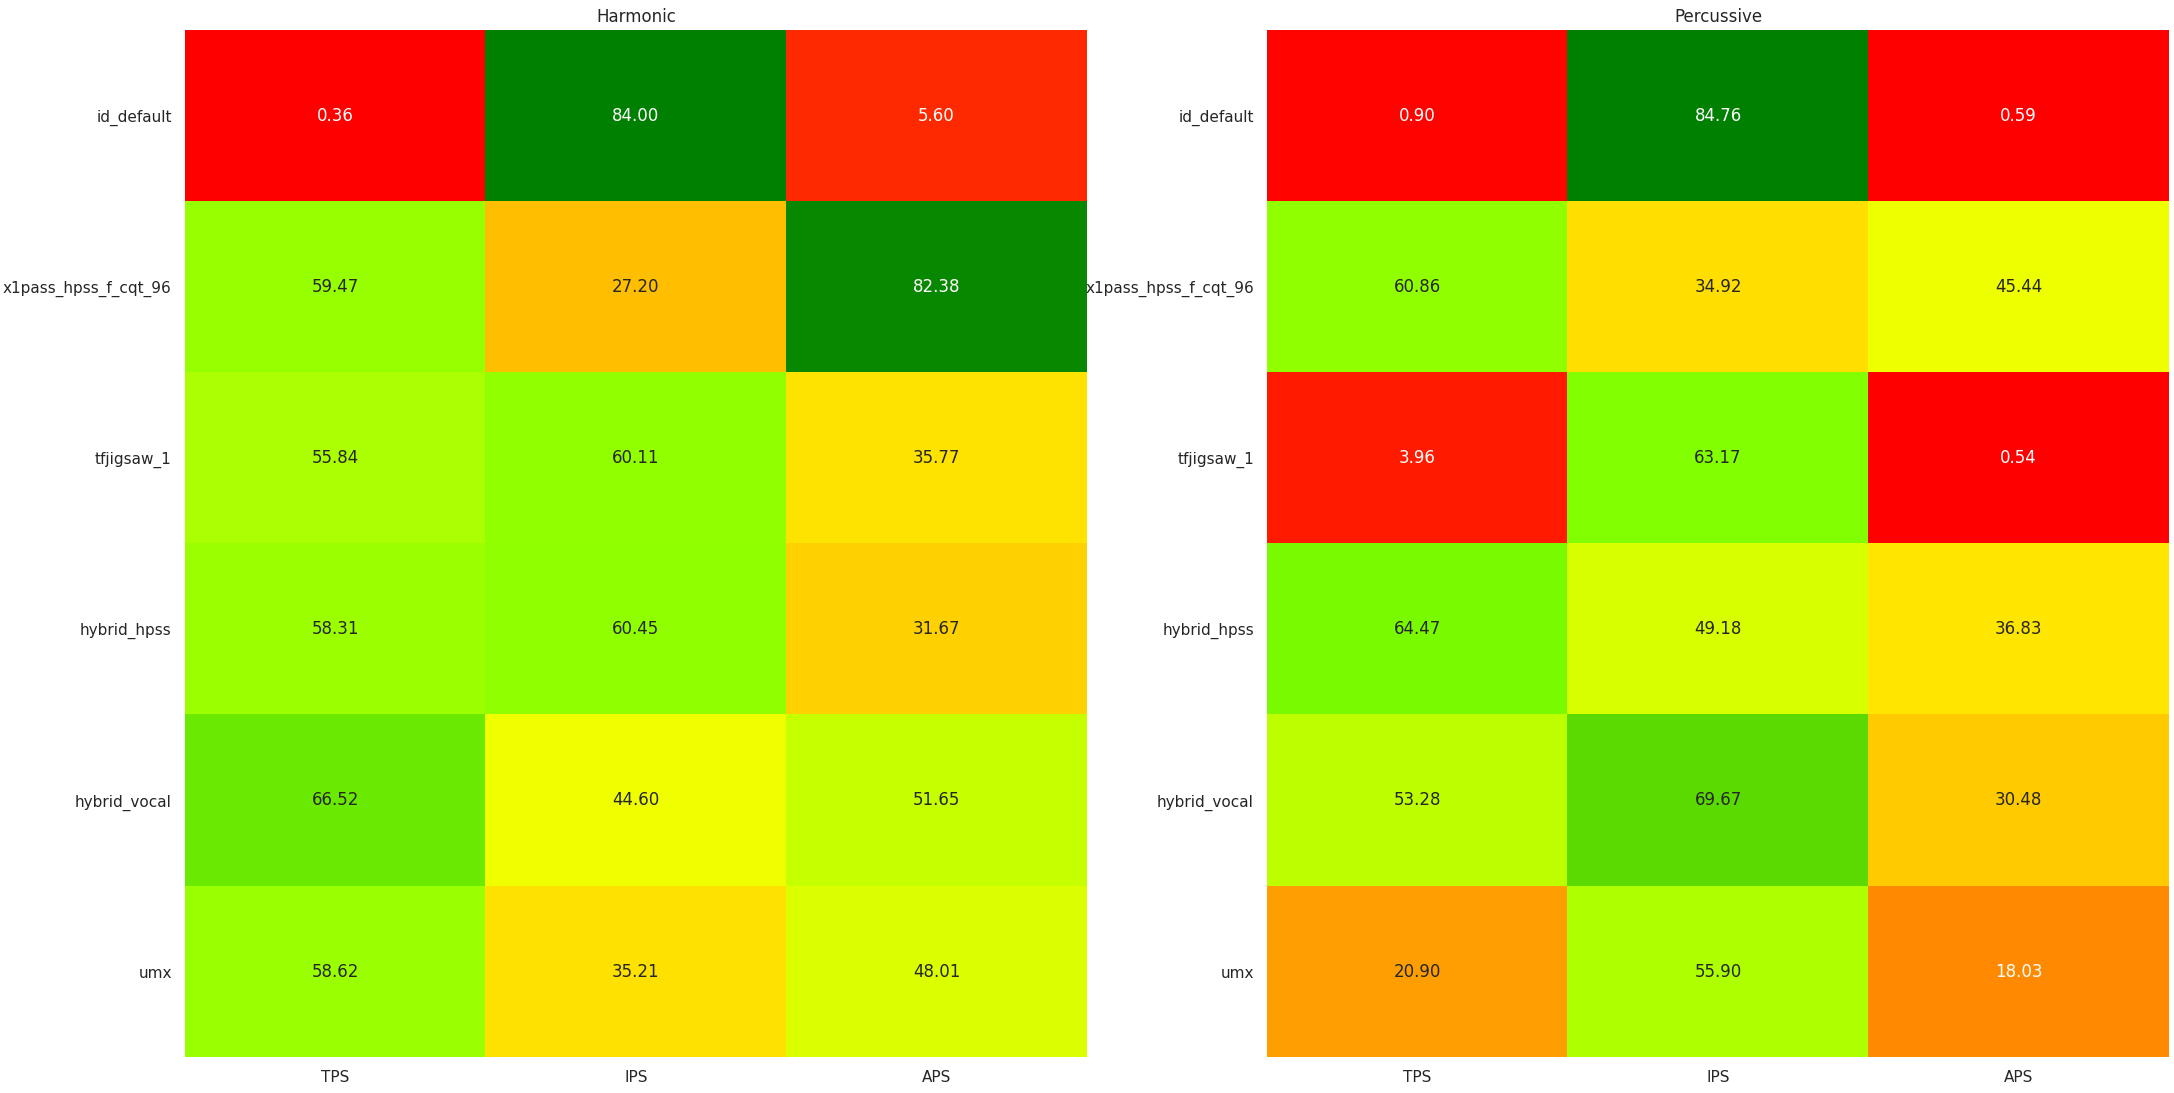 Harmonic
id_default 0.36 84.00 5.60
x1pass_hpss_f_cqt_96 59.47 27.20 82.38
tfjigsaw_1 55.84 60.11 35.77
hybrid_hpss 58.31 60.45 31.67
hybrid_vocal 66.52 44.60 51.65
umx 58.62 35.21 48.01
TPS IPS APS
Percussive
id_default 0.90 84.76 0.59
x1pass_hpss_f_cqt_96 60.86 34.92 45.44
tfjigsaw_1 3.96 63.17 0.54
hybrid_hpss 64.47 49.18 36.83
hybrid_vocal 53.28 69.67 30.48
umx 20.90 55.90 18.03
TPS IPS APS